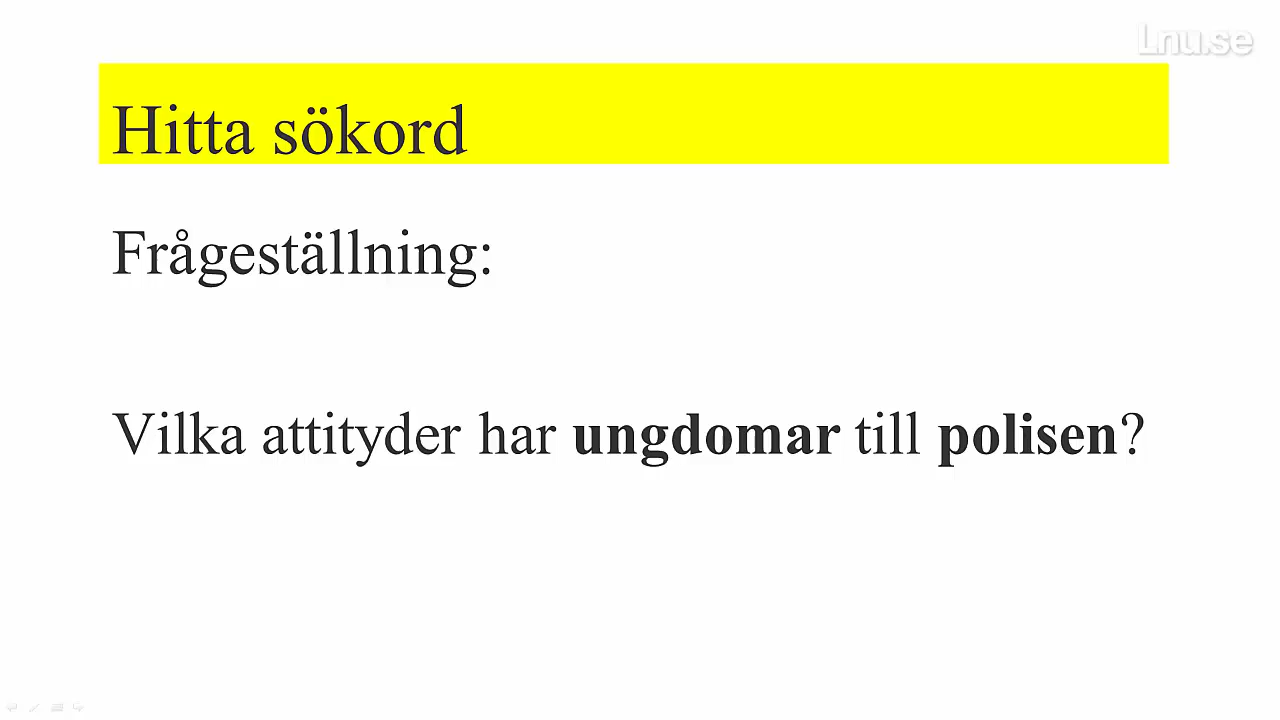 Lnu.se
Hitta sökord
Frågeställning:
Vilka attityder har ungdomar till polisen?